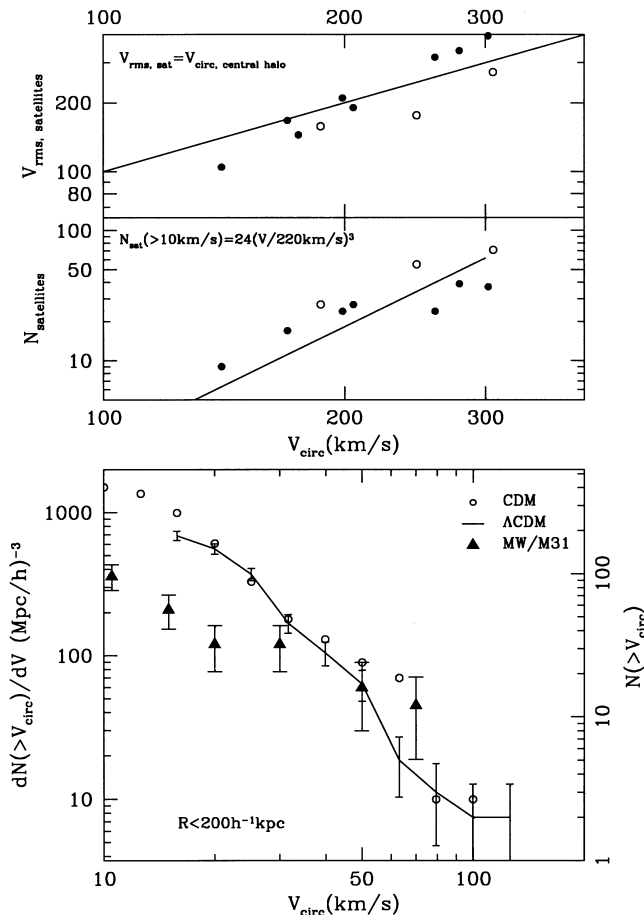 100 200 300
V_rms, sat=V_circ, central halo
V_rms, satellites
200
100
80
N_sat(>10km/s)=24(V/220km/s)³
N_satellites
100
50
10
100 200 300
V_circ(km/s)
CDM
ΛCDM
MW/M31
dN(>V_circ)/dV (Mpc/h)⁻³
1000
100
10
N(>V_circ)
100
10
1
R<200h⁻¹kpc
10 50 100
V_circ(km/s)